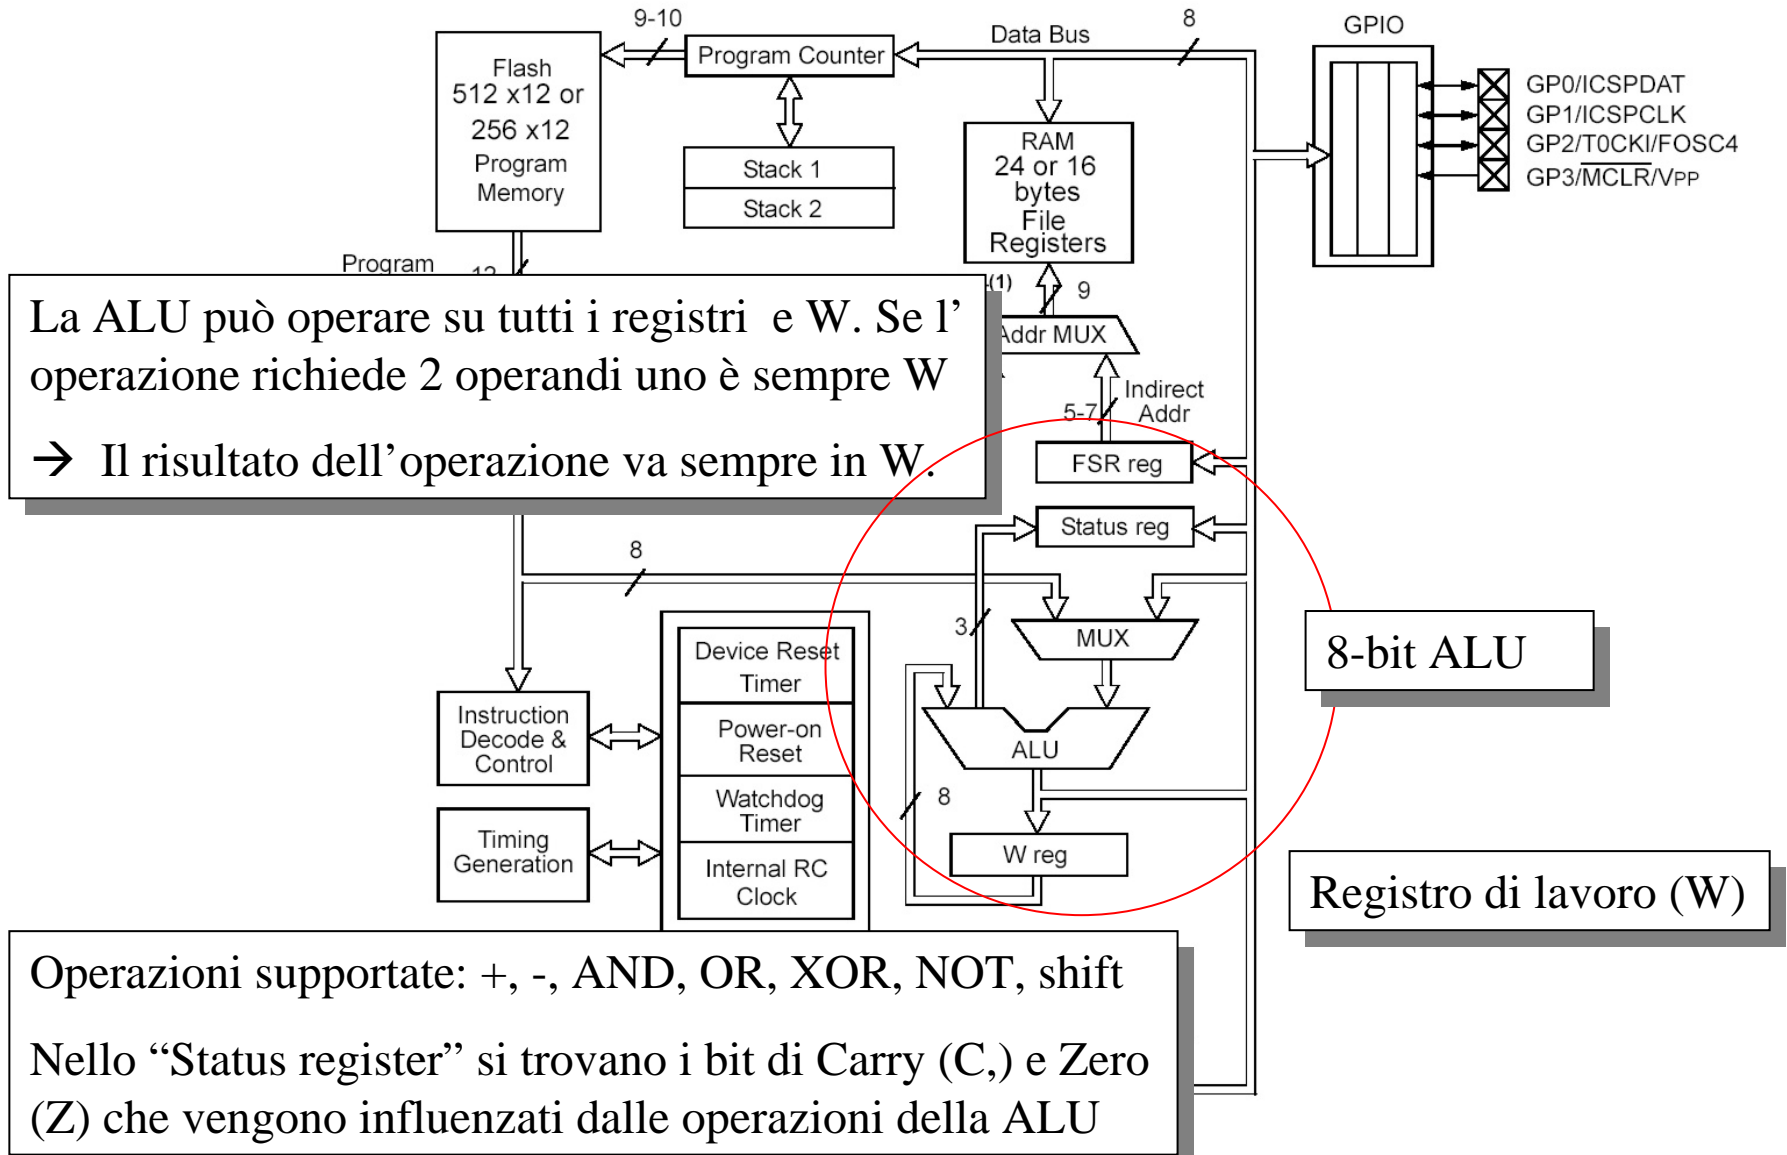 9-10
Data Bus
8
GPIO
Flash
512 x12 or
256 x12
Program
Memory
Program Counter
Stack 1
Stack 2
RAM
24 or 16
bytes
File
Registers
GP0/ICSPDAT
GP1/ICSPCLK
GP2/T0CKI/FOSC4
GP3/MCLR/VPP
Program
12
(1)
9
La ALU può operare su tutti i registri e W. Se l’
operazione richiede 2 operandi uno è sempre W
→ Il risultato dell’operazione va sempre in W.
Addr MUX
5-7
Indirect
Addr
FSR reg
Status reg
8
3
MUX
8-bit ALU
Device Reset
Timer
Instruction
Decode &
Control
Power-on
Reset
ALU
Watchdog
Timer
8
Timing
Generation
Internal RC
Clock
W reg
Registro di lavoro (W)
Operazioni supportate: +, -, AND, OR, XOR, NOT, shift
Nello “Status register” si trovano i bit di Carry (C,) e Zero
(Z) che vengono influenzati dalle operazioni della ALU